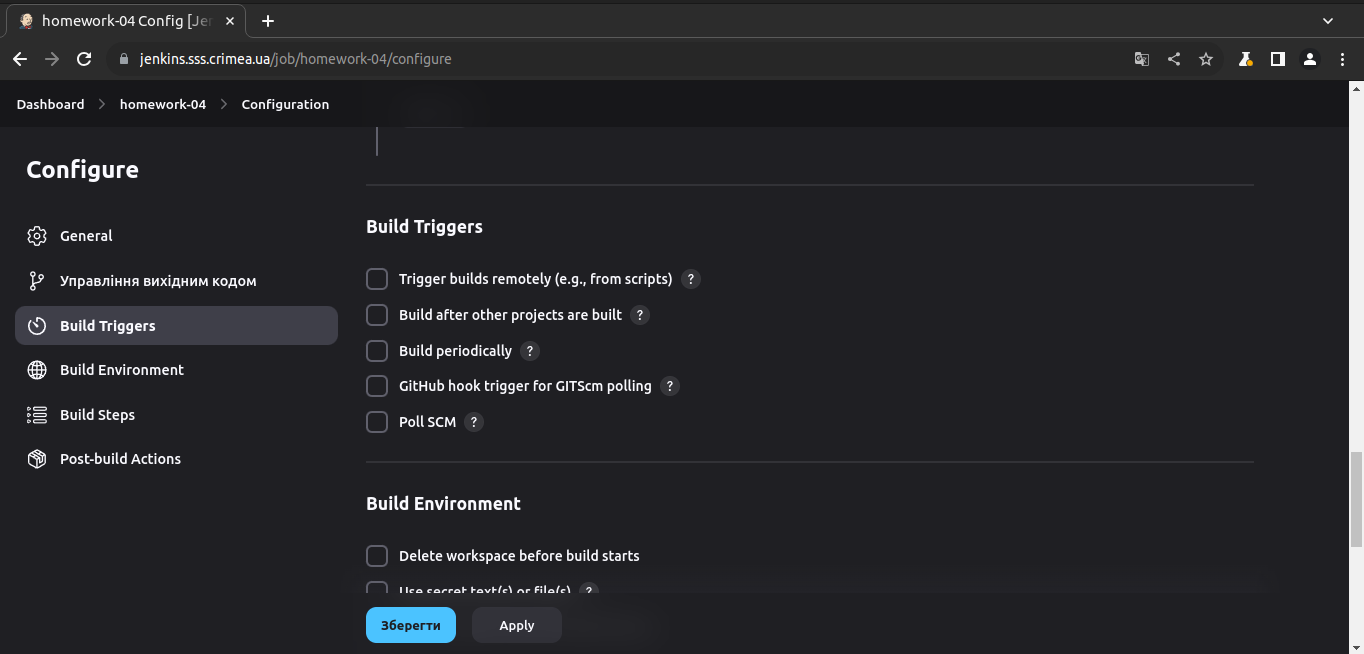 homework-04 Config [Jer
jenkins.sss.crimea.ua/job/homework-04/configure
Dashboard > homework-04 > Configuration
Configure
General
Управління вихідним кодом
Build Triggers
Build Environment
Build Steps
Post-build Actions
Build Triggers
Trigger builds remotely (e.g., from scripts) ?
Build after other projects are built ?
Build periodically ?
GitHub hook trigger for GITScm polling ?
Poll SCM ?
Build Environment
Delete workspace before build starts
Use secret text(s) or file(s) ?
Зберегти Apply